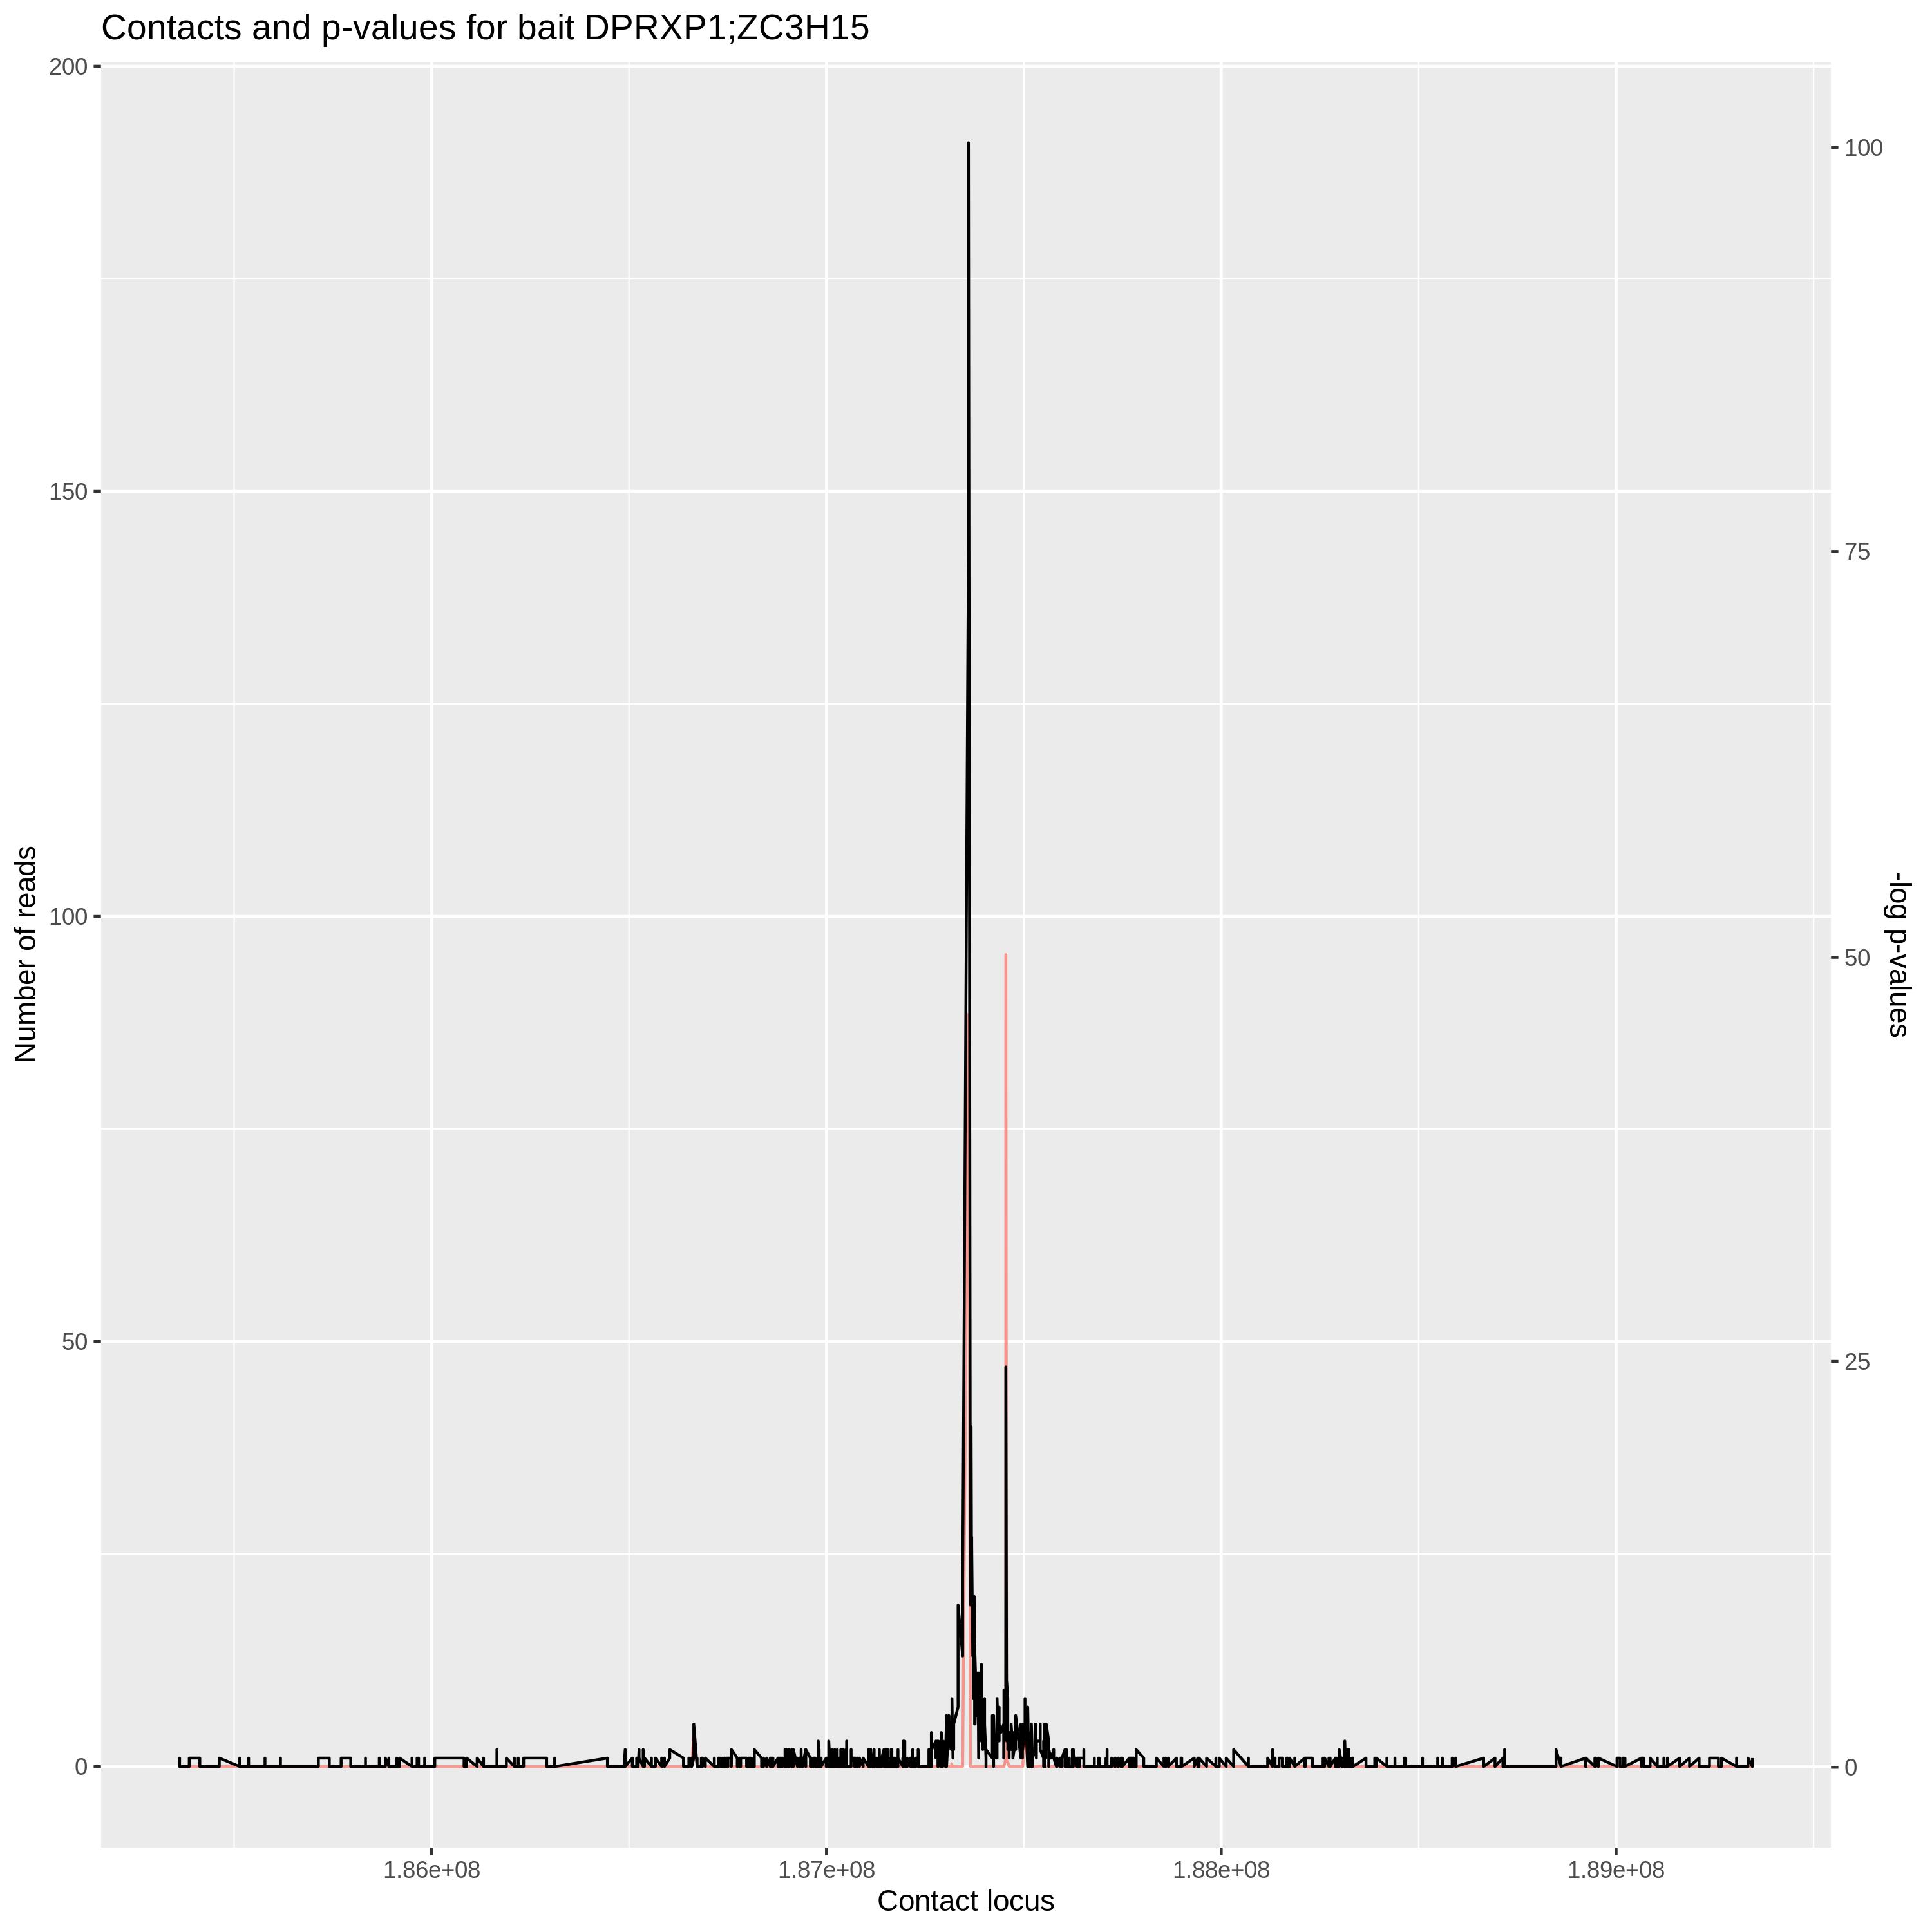 Contacts and p-values for bait DPRXP1;ZC3H15
200
150
100
50
0
Number of reads
100
75
50
25
0
-log p-values
1.86e+08
1.87e+08
1.88e+08
1.89e+08
Contact locus